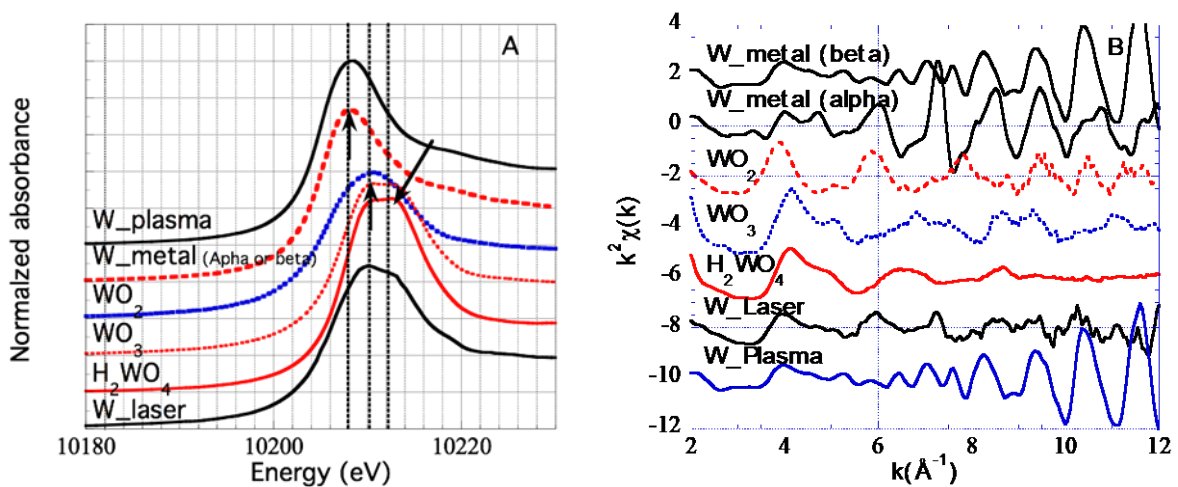 A
Normalzed absorbance
W_plasma
W_metal (Apha or beta)
WO2
WO3
H2WO4
W_laser
10180
10200
10220
Energy (eV)
B
4
2
0
-2
-4
-6
-8
-10
-12
k2χ(k)
W_metal (beta)
W_metal (alpha)
WO2
WO3
H2WO4
W_Laser
W_Plasma
2 4 6 8 10 12
k(Å-1)